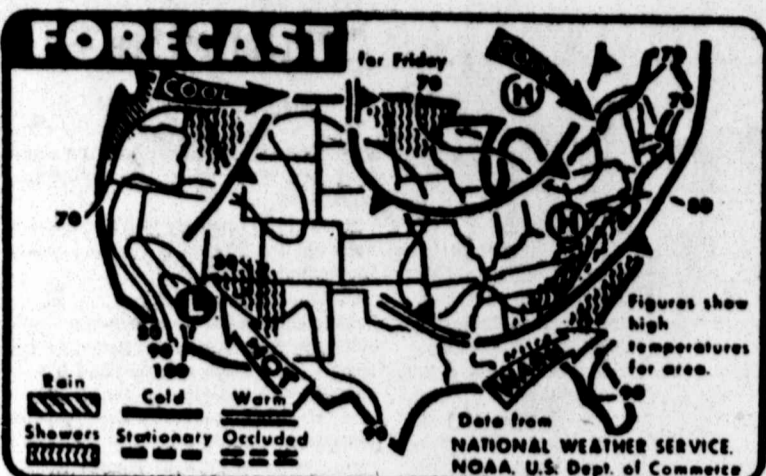 FORECAST
for Friday
COOL
70
COOL
70
70
H
70
80
H
80
L
80
90
100
HOT
WARM
90
90
Figures show
high
temperatures
for area.
Rain
Cold
Warm
Showers
Stationary
Occluded
Data from
NATIONAL WEATHER SERVICE,
NOAA, U.S. Dept. of Commerce